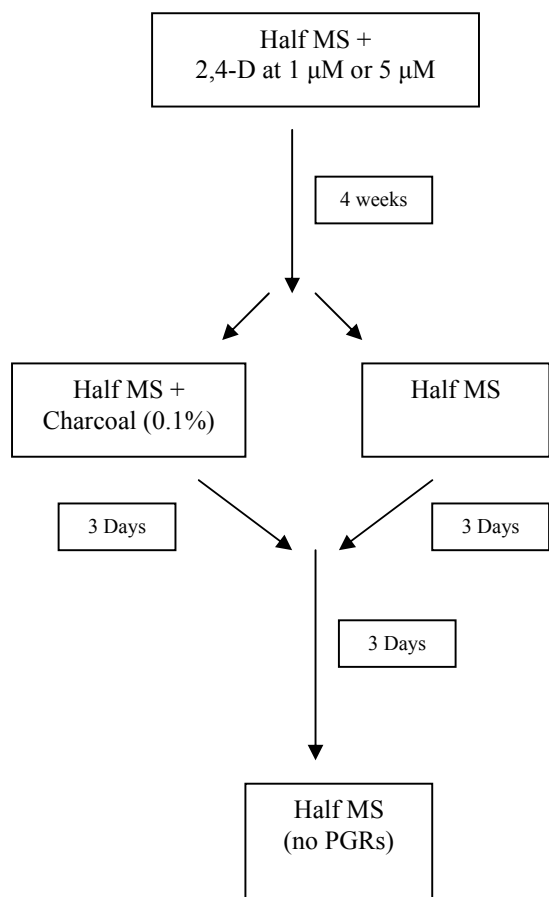 Half MS +
2,4-D at 1 μM or 5 μM
4 weeks
Half MS +
Charcoal (0.1%)
Half MS
3 Days
3 Days
3 Days
Half MS
(no PGRs)